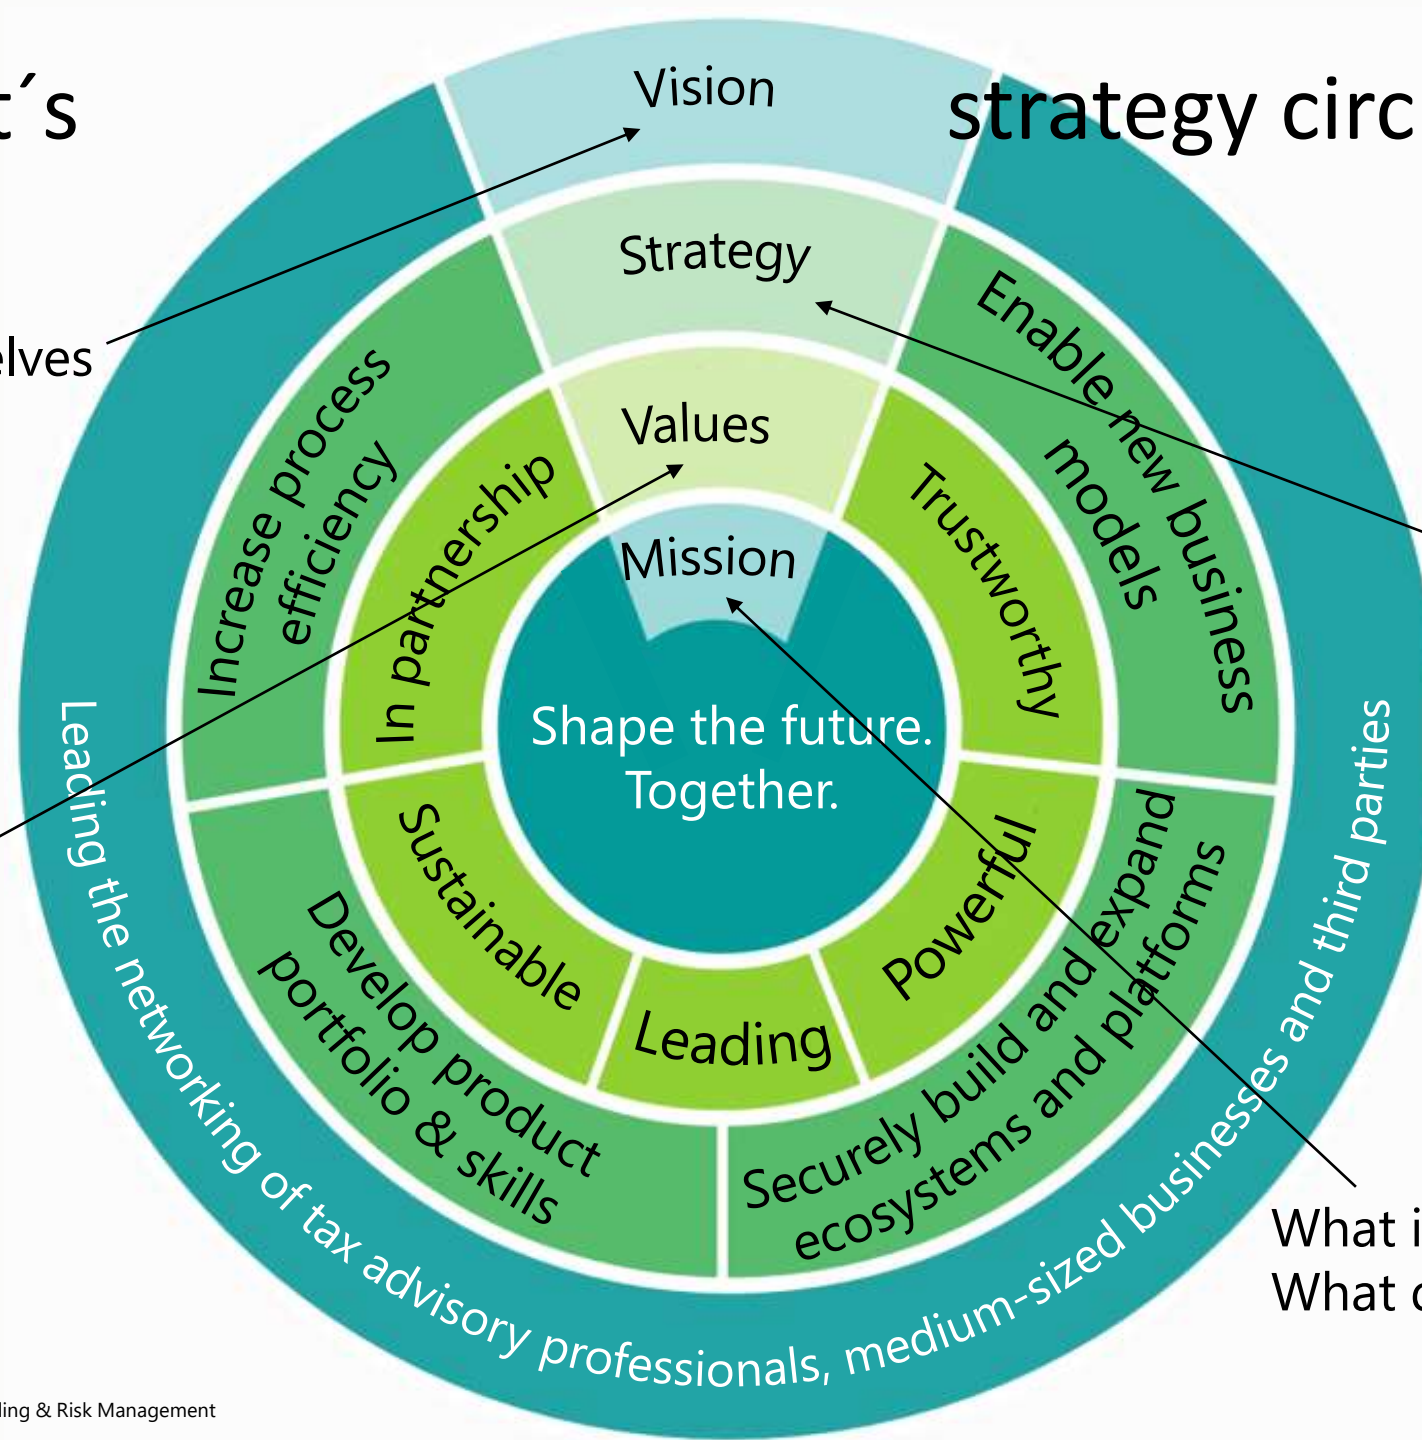 t´s strategy circ
Vision
Strategy
elves
Values
Mission
Increase process
efficiency
Enable new business
models
In partnership
Trustworthy
Shape the future.
Together.
Sustainable
Powerful
Leading
Develop product
portfolio & skills
Securely build and expand
ecosystems and platforms
Leading the networking of tax advisory professionals, medium-sized businesses and third parties
What i
What
ling & Risk Management